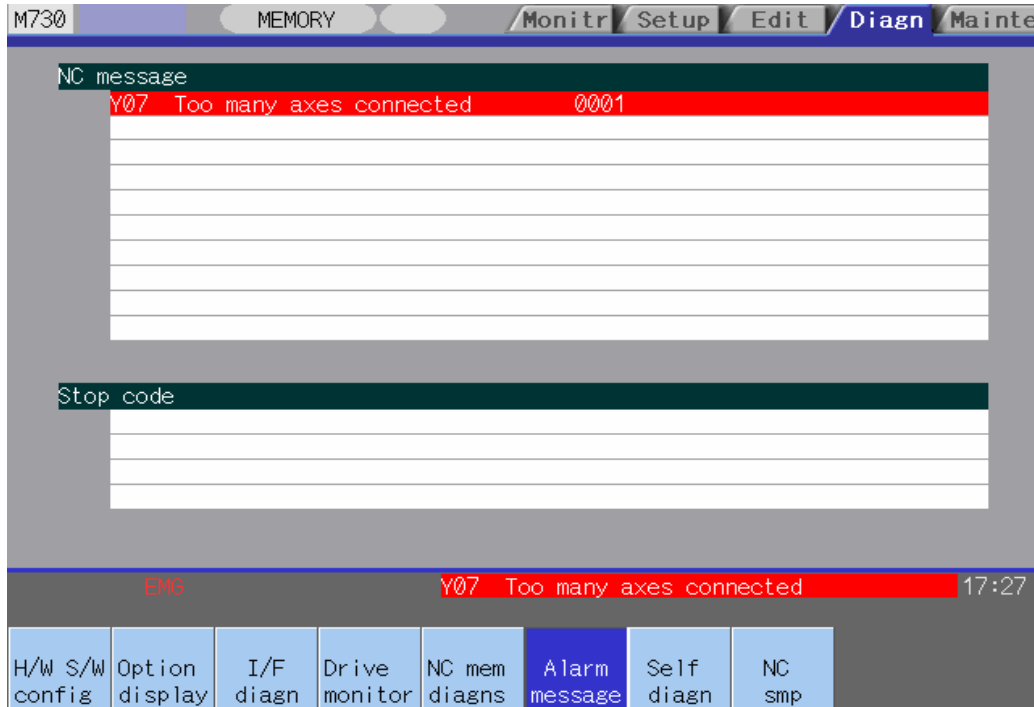 M730 MEMORY Monitr Setup Edit Diagn Mainte
NC message
Y07 Too many axes connected 0001
Stop code
EMG Y07 Too many axes connected 17:27
H/W S/W Option I/F Drive NC mem Alarm Self NC
config display diagn monitor diagns message diagn smp